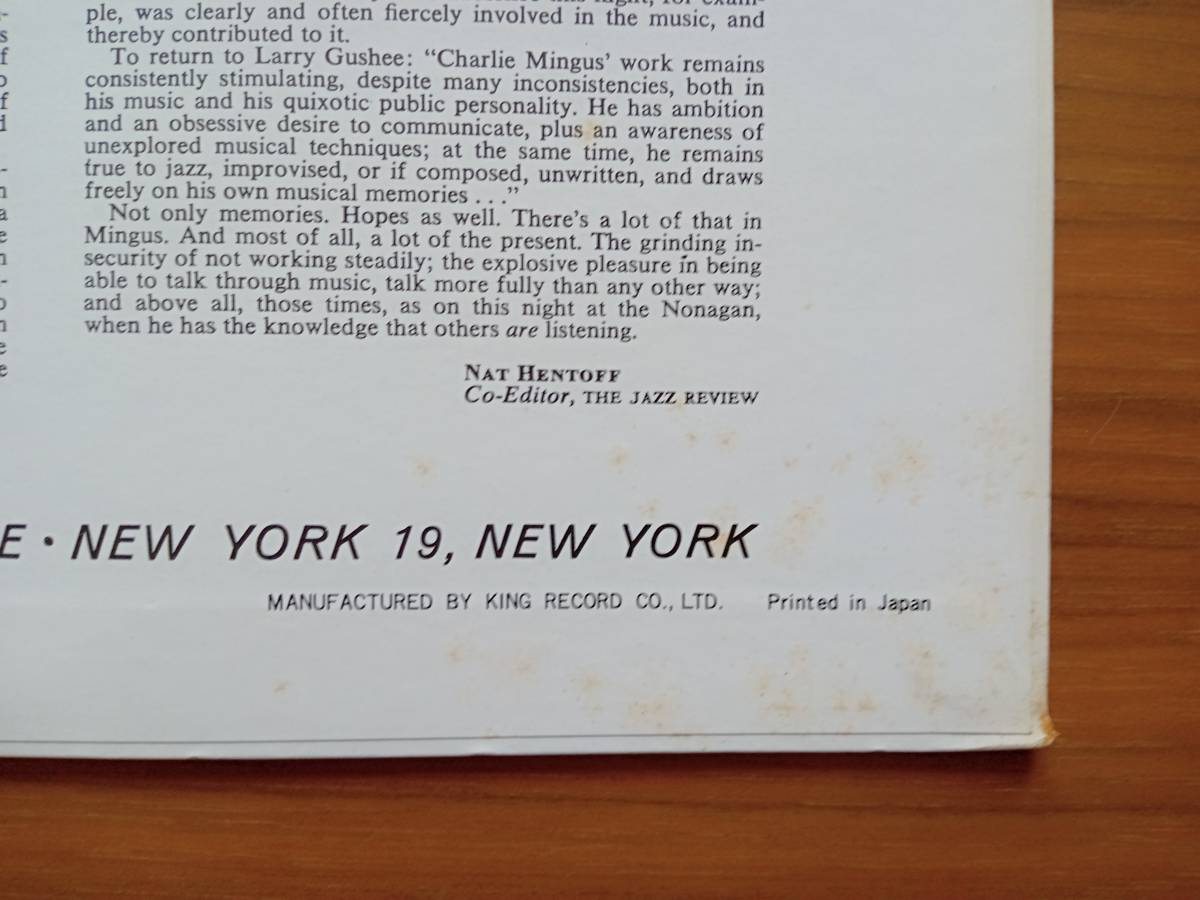 ple, was clearly and often fiercely involved in the music, and
thereby contributed to it.
To return to Larry Gushee: “Charlie Mingus’ work remains
consistently stimulating, despite many inconsistencies, both in
his music and his quixotic public personality. He has ambition
and an obsessive desire to communicate, plus an awareness of
unexplored musical techniques; at the same time, he remains
true to jazz, improvised, or if composed, unwritten, and draws
freely on his own musical memories . . .”
Not only memories. Hopes as well. There’s a lot of that in
Mingus. And most of all, a lot of the present. The grinding in-
security of not working steadily; the explosive pleasure in being
able to talk through music, talk more fully than any other way;
and above all, those times, as on this night at the Nonagan,
when he has the knowledge that others are listening.
NAT HENTOFF
Co-Editor, THE JAZZ REVIEW
E • NEW YORK 19, NEW YORK
MANUFACTURED BY KING RECORD CO., LTD. Printed in Japan